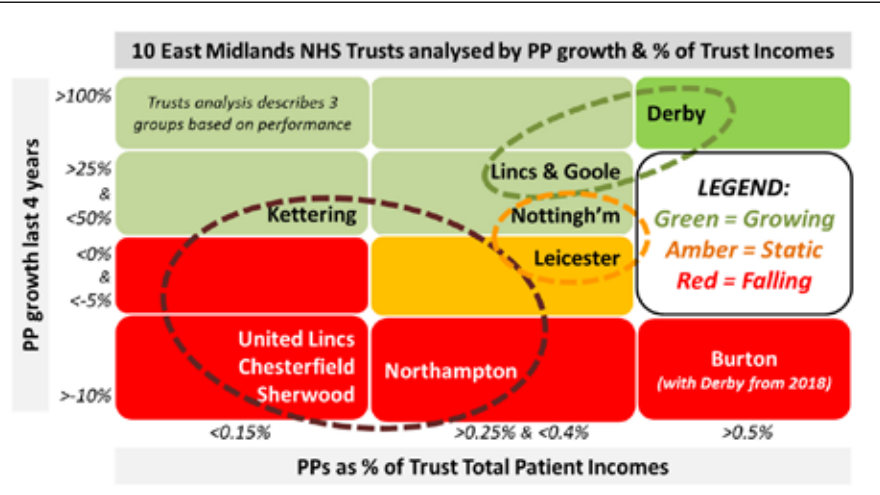 10 East Midlands NHS Trusts analysed by PP growth & % of Trust Incomes
PP growth last 4 years
>100%
Trusts analysis describes 3
groups based on performance
Derby
>25%
&
<50%
Lincs & Goole
Kettering
Nottingh'm
LEGEND:
Green = Growing
Amber = Static
Red = Falling
<0%
&
<-5%
Leicester
>-10%
United Lincs
Chesterfield
Sherwood
Northampton
Burton
(with Derby from 2018)
<0.15%
>0.25% & <0.4%
>0.5%
PPs as % of Trust Total Patient Incomes